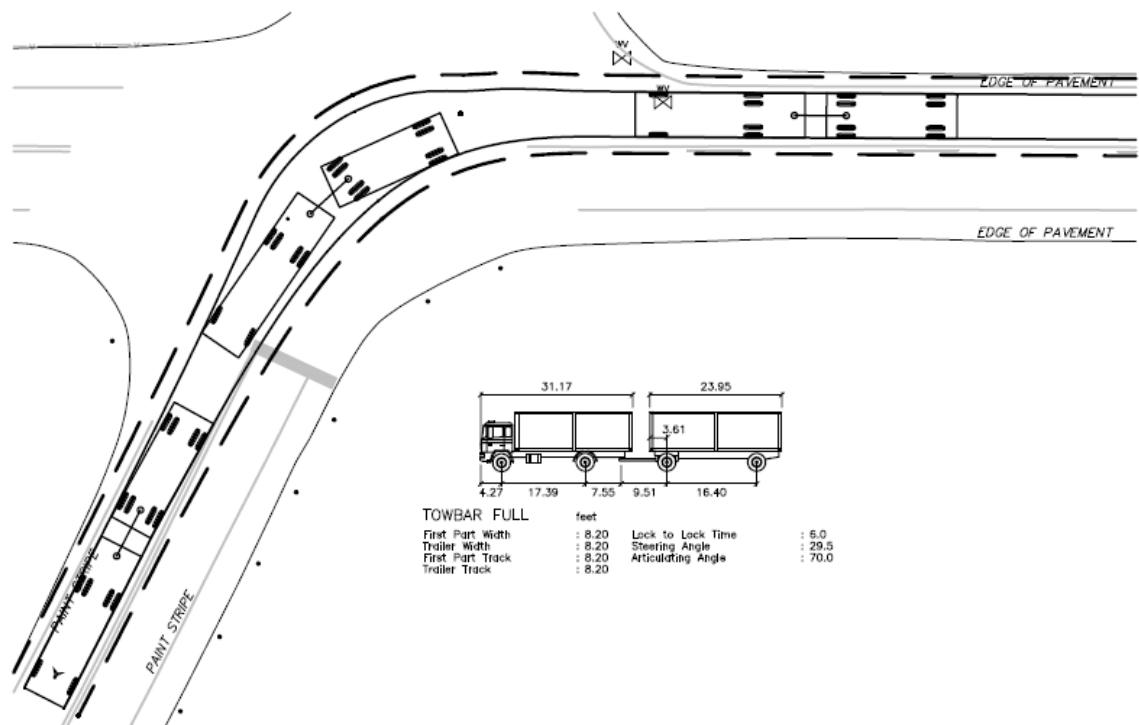 WV
EDGE OF PAVEMENT
WV
EDGE OF PAVEMENT
31.17 23.95
3.61
4.27 17.39 7.55 9.51 16.40
TOWBAR FULL feet
First Part Width : 8.20 Lock to Lock Time : 6.0
Trailer Width : 8.20 Steering Angle : 29.5
First Part Track : 8.20 Articulating Angle : 70.0
Trailer Track : 8.20
PAINT STRIPE
PAINT STRIPE